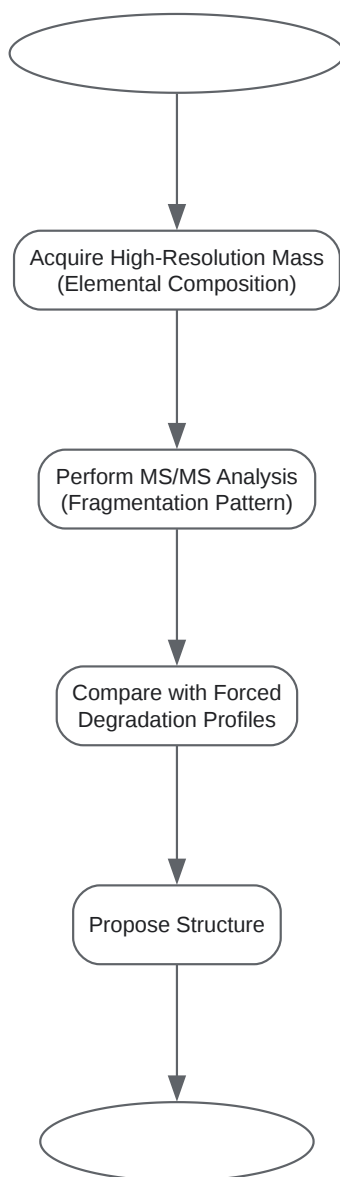 Acquire High-Resolution Mass
(Elemental Composition)
Perform MS/MS Analysis
(Fragmentation Pattern)
Compare with Forced
Degradation Profiles
Propose Structure